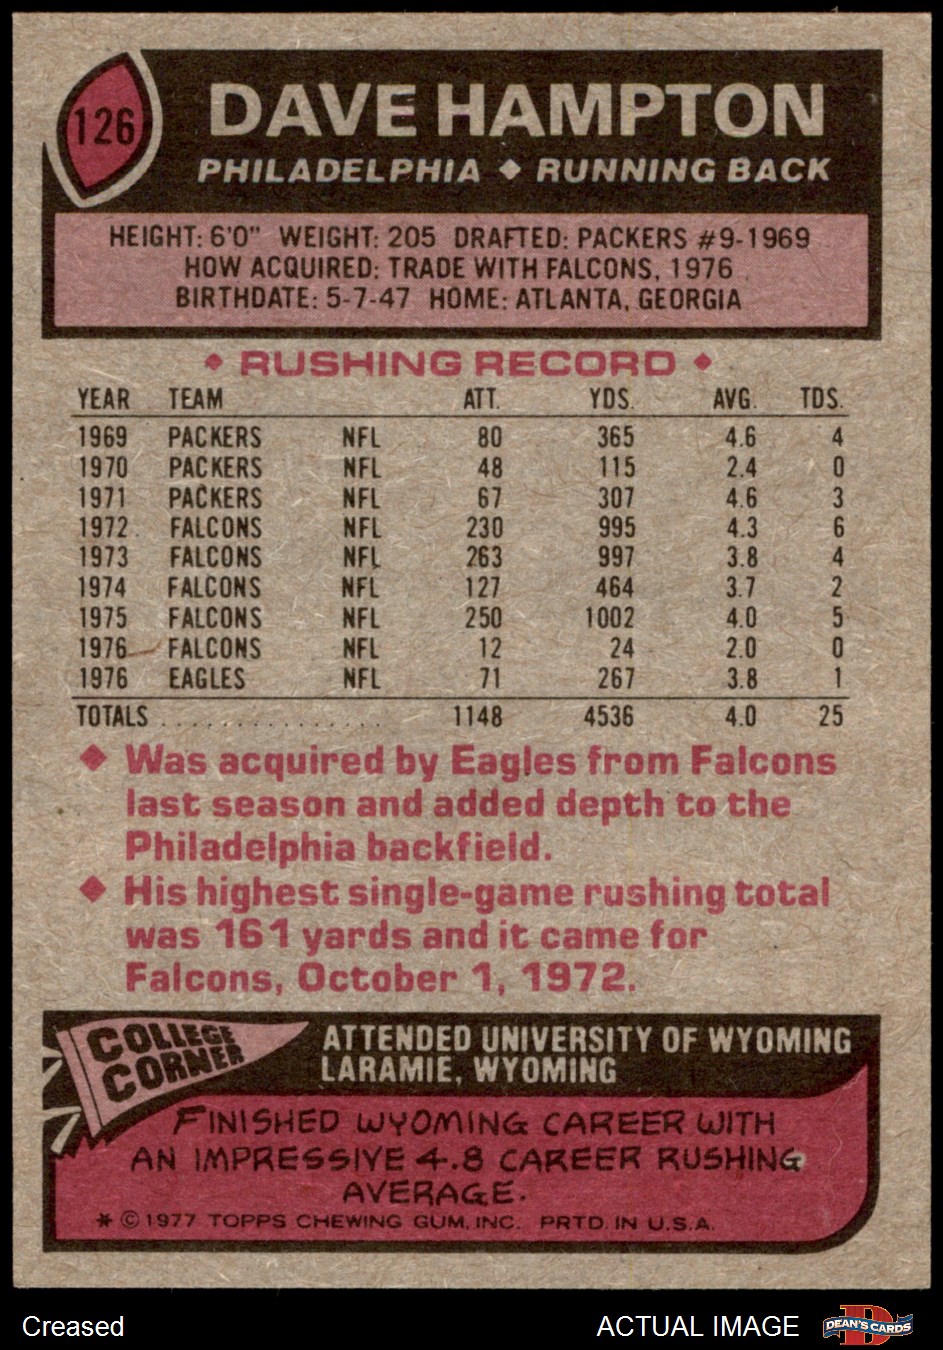 126
DAVE HAMPTON
PHILADELPHIA ◆ RUNNING BACK
HEIGHT: 6'0" WEIGHT: 205 DRAFTED: PACKERS #9-1969
HOW ACQUIRED: TRADE WITH FALCONS, 1976
BIRTHDATE: 5-7-47 HOME: ATLANTA, GEORGIA
◆ RUSHING RECORD ◆
YEAR TEAM ATT. YDS. AVG. TDS.
1969 PACKERS NFL 80 365 4.6 4
1970 PACKERS NFL 48 115 2.4 0
1971 PACKERS NFL 67 307 4.6 3
1972 FALCONS NFL 230 995 4.3 6
1973 FALCONS NFL 263 997 3.8 4
1974 FALCONS NFL 127 464 3.7 2
1975 FALCONS NFL 250 1002 4.0 5
1976 FALCONS NFL 12 24 2.0 0
1976 EAGLES NFL 71 267 3.8 1
TOTALS . . . . . . . . . . . . . . . . 1148 4536 4.0 25
◆ Was acquired by Eagles from Falcons
last season and added depth to the
Philadelphia backfield.
◆ His highest single-game rushing total
was 161 yards and it came for
Falcons, October 1, 1972.
COLLEGE
CORNER
ATTENDED UNIVERSITY OF WYOMING
LARAMIE, WYOMING
FINISHED WYOMING CAREER WITH
AN IMPRESSIVE 4.8 CAREER RUSHING
AVERAGE.
* © 1977 TOPPS CHEWING GUM, INC. PRTD. IN U.S.A.
Creased
ACTUAL IMAGE
DEAN'S CARDS